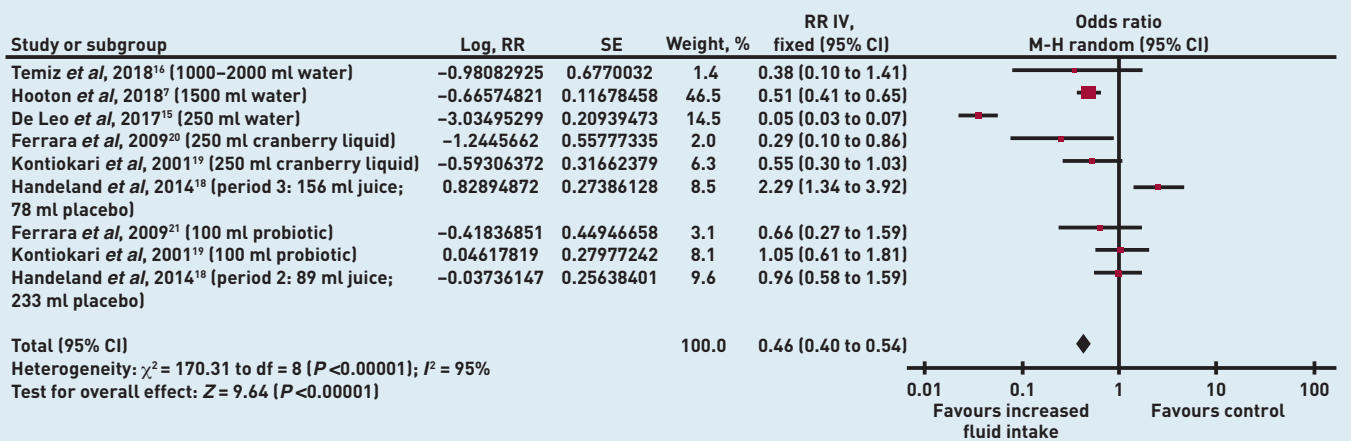 RR IV, Odds ratio
Study or subgroup Log, RR SE Weight, % fixed (95% CI) M-H random (95% CI)
Temiz et al, 2018¹⁶ (1000–2000 ml water) −0.98082925 0.6770032 1.4 0.38 (0.10 to 1.41)
Hooton et al, 2018⁷ (1500 ml water) −0.66574821 0.11678458 46.5 0.51 (0.41 to 0.65)
De Leo et al, 2017¹⁵ (250 ml water) −3.03495299 0.20939473 14.5 0.05 (0.03 to 0.07)
Ferrara et al, 2009²⁰ (250 ml cranberry liquid) −1.2445662 0.55777335 2.0 0.29 (0.10 to 0.86)
Kontiokari et al, 2001¹⁹ (250 ml cranberry liquid) −0.59306372 0.31662379 6.3 0.55 (0.30 to 1.03)
Handeland et al, 2014¹⁸ (period 3: 156 ml juice; 0.82894872 0.27386128 8.5 2.29 (1.34 to 3.92)
78 ml placebo)
Ferrara et al, 2009²¹ (100 ml probiotic) −0.41836851 0.44946658 3.1 0.66 (0.27 to 1.59)
Kontiokari et al, 2001¹⁹ (100 ml probiotic) 0.04617819 0.27977242 8.1 1.05 (0.61 to 1.81)
Handeland et al, 2014¹⁸ (period 2: 89 ml juice; −0.03736147 0.25638401 9.6 0.96 (0.58 to 1.59)
233 ml placebo)
Total (95% CI) 100.0 0.46 (0.40 to 0.54)
Heterogeneity: χ² = 170.31 to df = 8 (P <0.00001); I² = 95%
Test for overall effect: Z = 9.64 (P <0.00001)
0.01 0.1 1 10 100
Favours increased Favours control
fluid intake